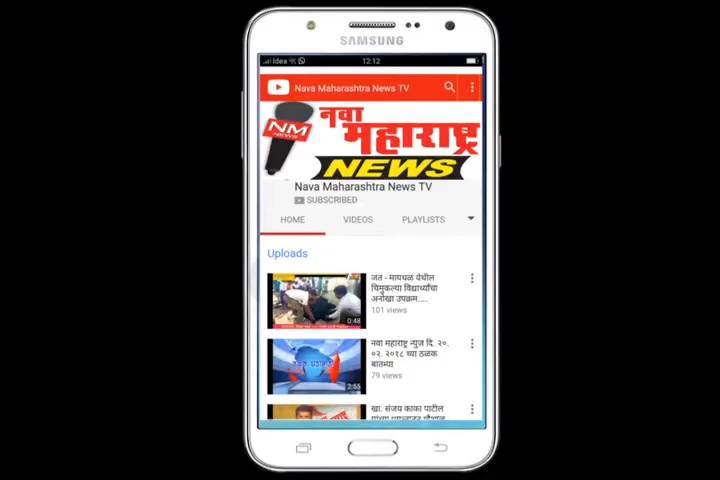 SAMSUNG
Idea
12:12
Nava Maharashtra News TV
NM
NEWS
नवा
महाराष्ट्र
NEWS
Nava Maharashtra News TV
SUBSCRIBED
HOME VIDEOS PLAYLISTS
Uploads
जत - मायथळ येथील
चिमुकल्या विद्यार्थ्यांचा
अनोखा उपक्रम.....
101 views
0:48
नवा महाराष्ट्र न्युज दि. २०.
०२. २०१८ च्या ठळक
बातम्या
79 views
2:55
खा. संजय काका पाटील